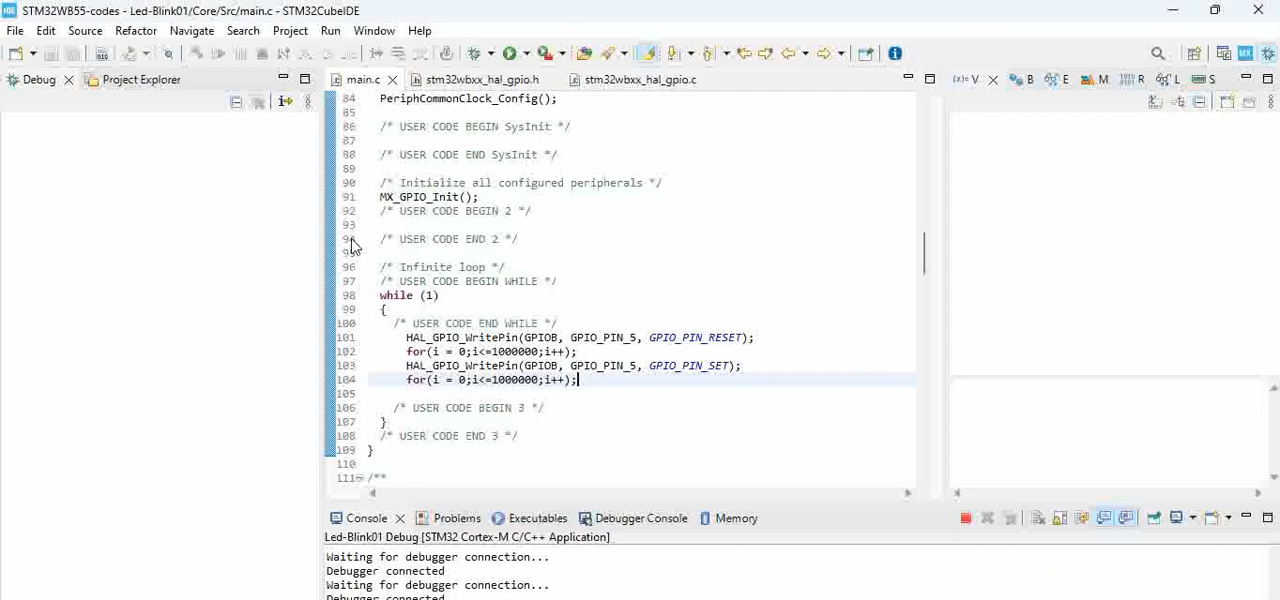 IDE STM32WB55-codes - Led-Blink01/Core/Src/main.c - STM32CubeIDE
File Edit Source Refactor Navigate Search Project Run Window Help
Debug Project Explorer
main.c stm32wbxx_hal_gpio.h stm32wbxx_hal_gpio.c
(x)= V B E M R L S
84 PeriphCommonClock_Config();
85
86 /* USER CODE BEGIN SysInit */
87
88 /* USER CODE END SysInit */
89
90 /* Initialize all configured peripherals */
91 MX_GPIO_Init();
92 /* USER CODE BEGIN 2 */
93
94 /* USER CODE END 2 */
95
96 /* Infinite loop */
97 /* USER CODE BEGIN WHILE */
98 while (1)
99 {
100 /* USER CODE END WHILE */
101 HAL_GPIO_WritePin(GPIOB, GPIO_PIN_5, GPIO_PIN_RESET);
102 for(i = 0;i<=1000000;i++);
103 HAL_GPIO_WritePin(GPIOB, GPIO_PIN_5, GPIO_PIN_SET);
104 for(i = 0;i<=1000000;i++);
105
106 /* USER CODE BEGIN 3 */
107 }
108 /* USER CODE END 3 */
109 }
110
111 /**
Console Problems Executables Debugger Console Memory
Led-Blink01 Debug [STM32 Cortex-M C/C++ Application]
Waiting for debugger connection...
Debugger connected
Waiting for debugger connection...
Debugger connected